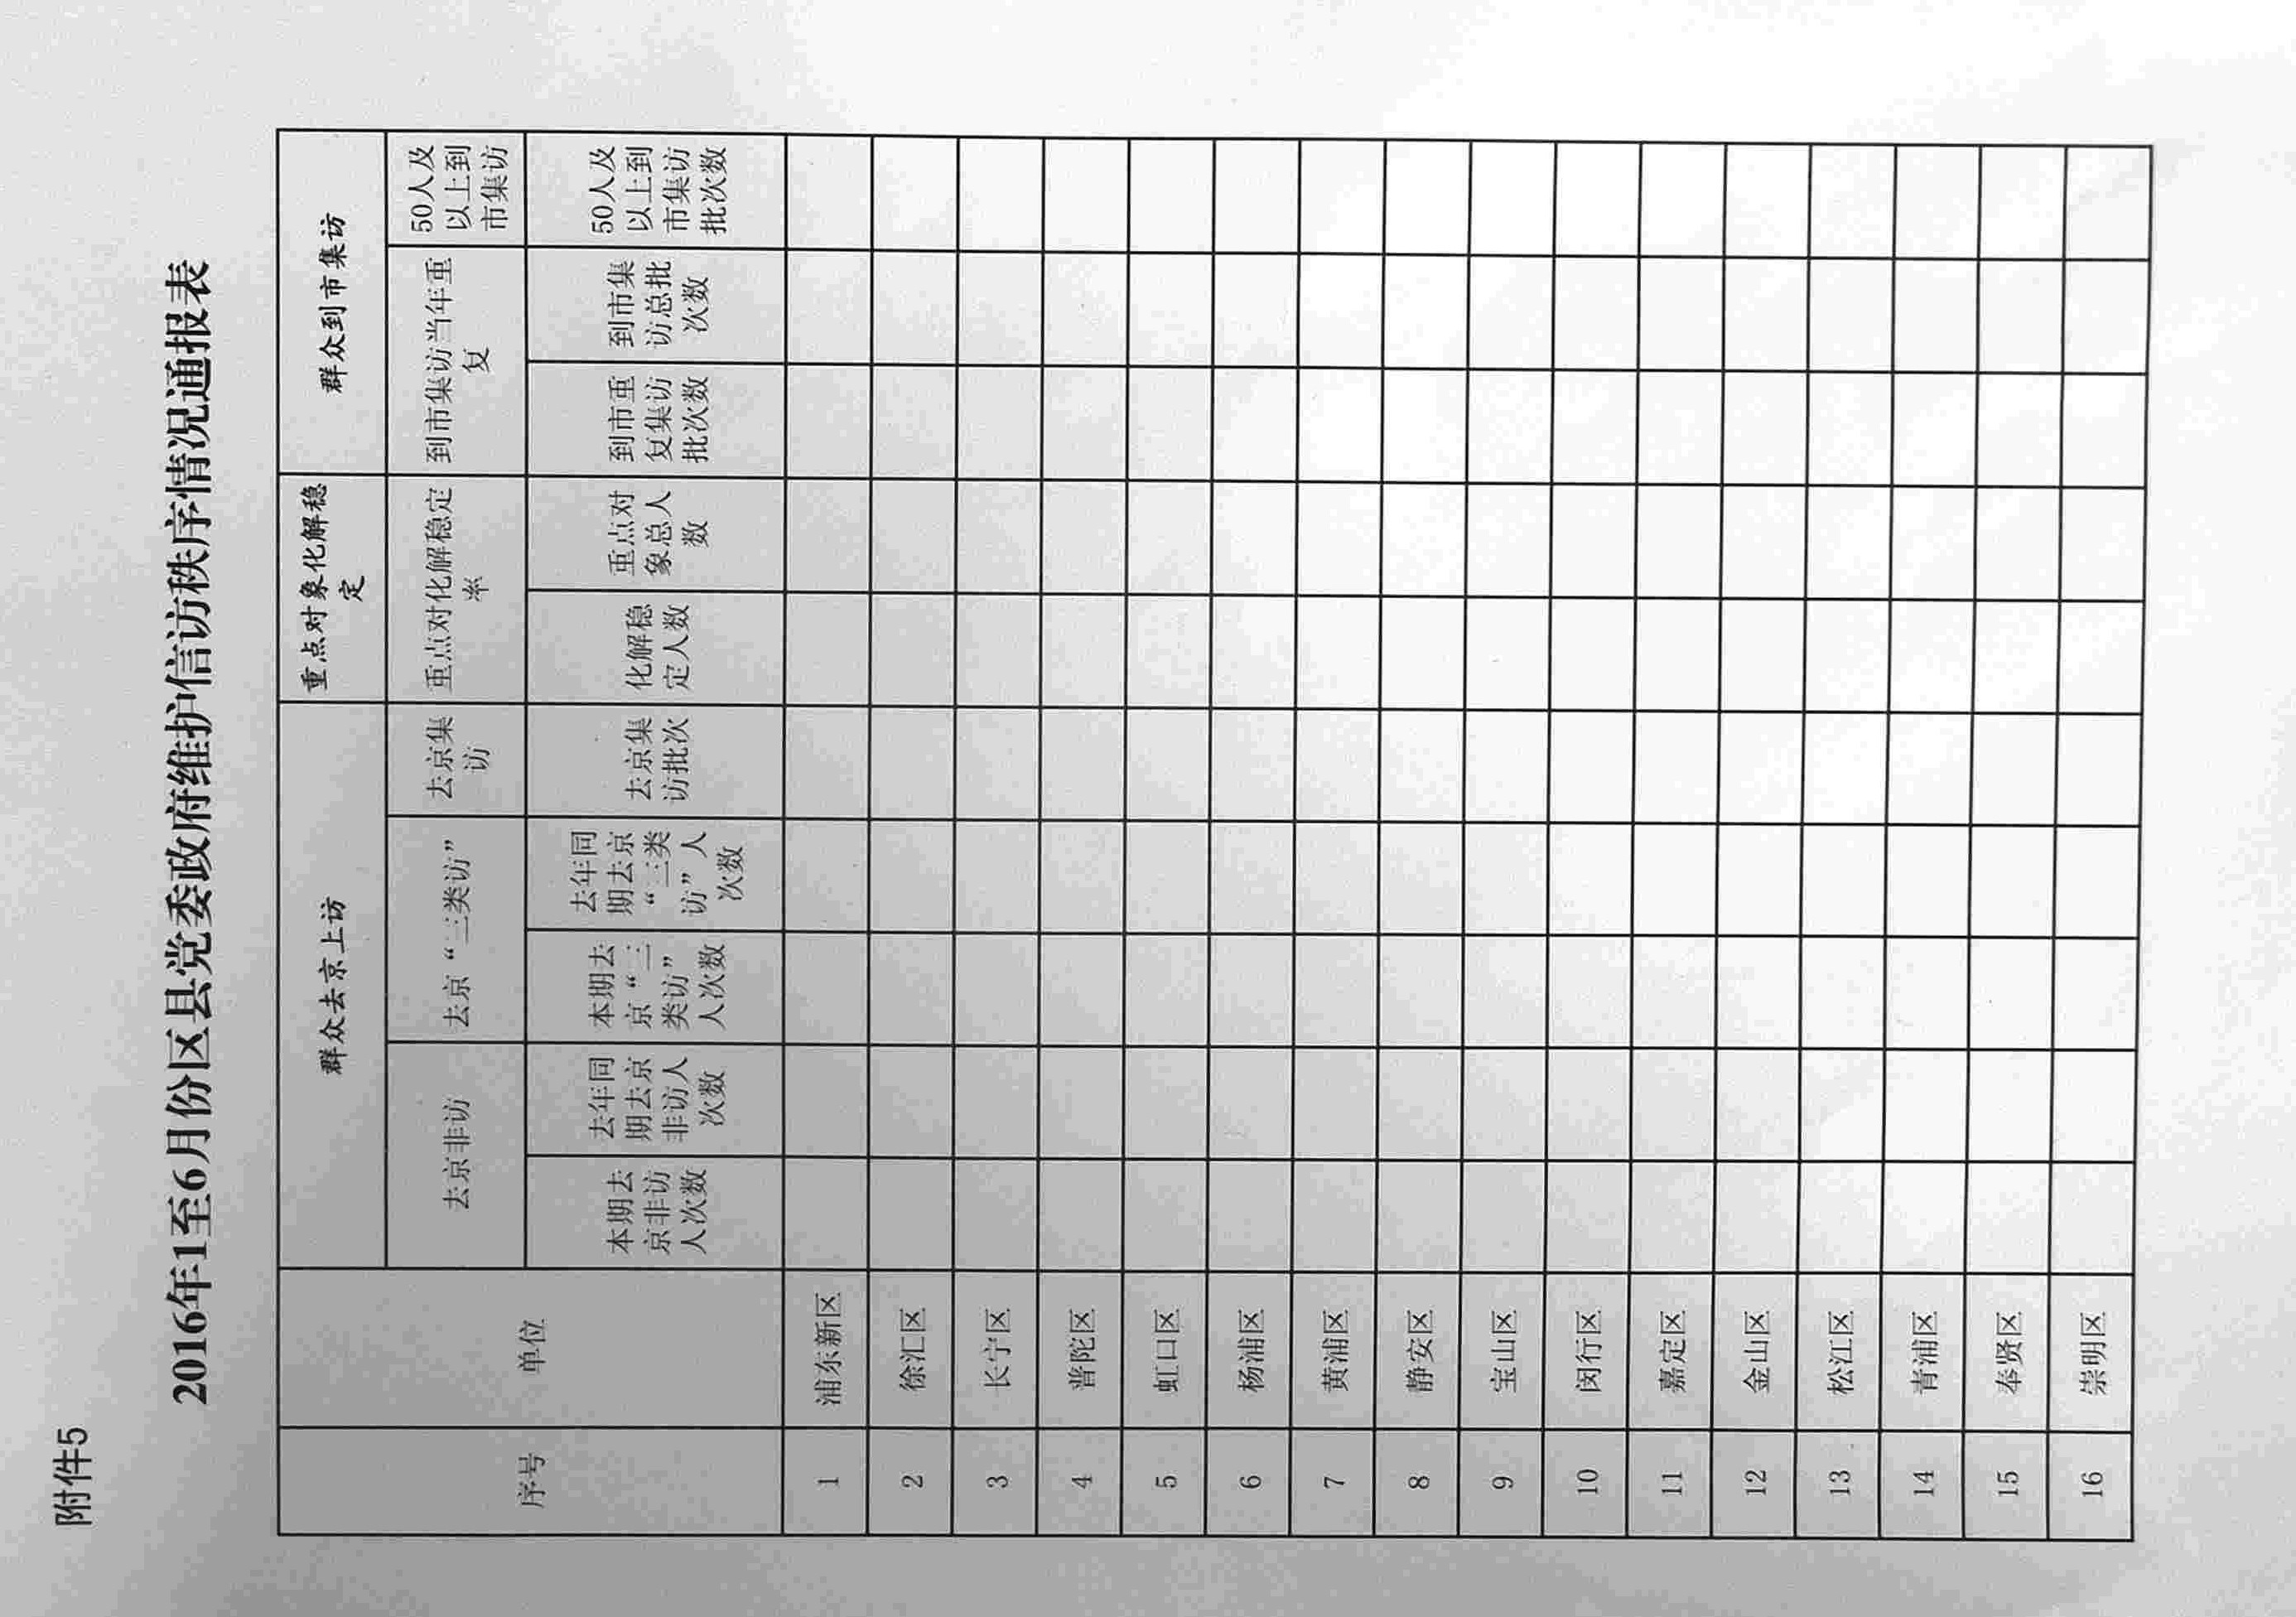 附件5
2016年1至6月份区县党委政府维护信访秩序情况通报表
序号
单位
群众去京上访
重点对象化解稳
定
群众到市集访
去京非访
去京“三类访”
去京集
访
重点对化解稳定
率
到市集访当年重
复
50人及
以上到
市集访
本期去
京非访
人次数
去年同
期去京
非访人
次数
本期去
京“三
类访”
人次数
去年同
期去京
“三类
访”人
次数
去京集
访批次
化解稳
定人数
重点对
象总人
数
到市重
复集访
批次数
到市集
访总批
次数
50人及
以上到
市集访
批次数
1 浦东新区
2 徐汇区
3 长宁区
4 普陀区
5 虹口区
6 杨浦区
7 黄浦区
8 静安区
9 宝山区
10 闵行区
11 嘉定区
12 金山区
13 松江区
14 青浦区
15 奉贤区
16 崇明区